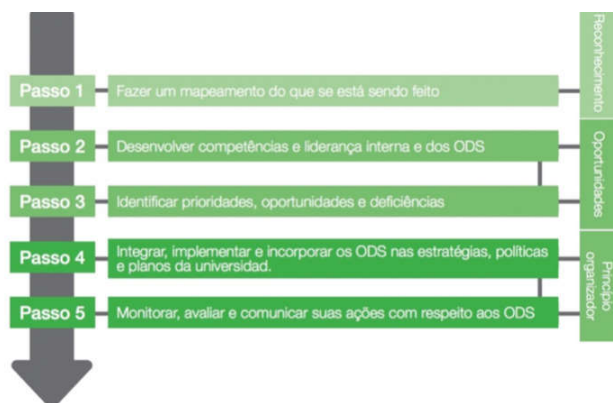 Reconhecimento
Passo 1
Fazer um mapeamento do que se está sendo feito
Passo 2
Desenvolver competências e liderança interna e dos ODS
Oportunidades
Passo 3
Identificar prioridades, oportunidades e deficiências
Passo 4
Integrar, implementar e incorporar os ODS nas estratégias, políticas
e planos da universidad.
Princípio
organizador
Passo 5
Monitorar, avaliar e comunicar suas ações com respeito aos ODS